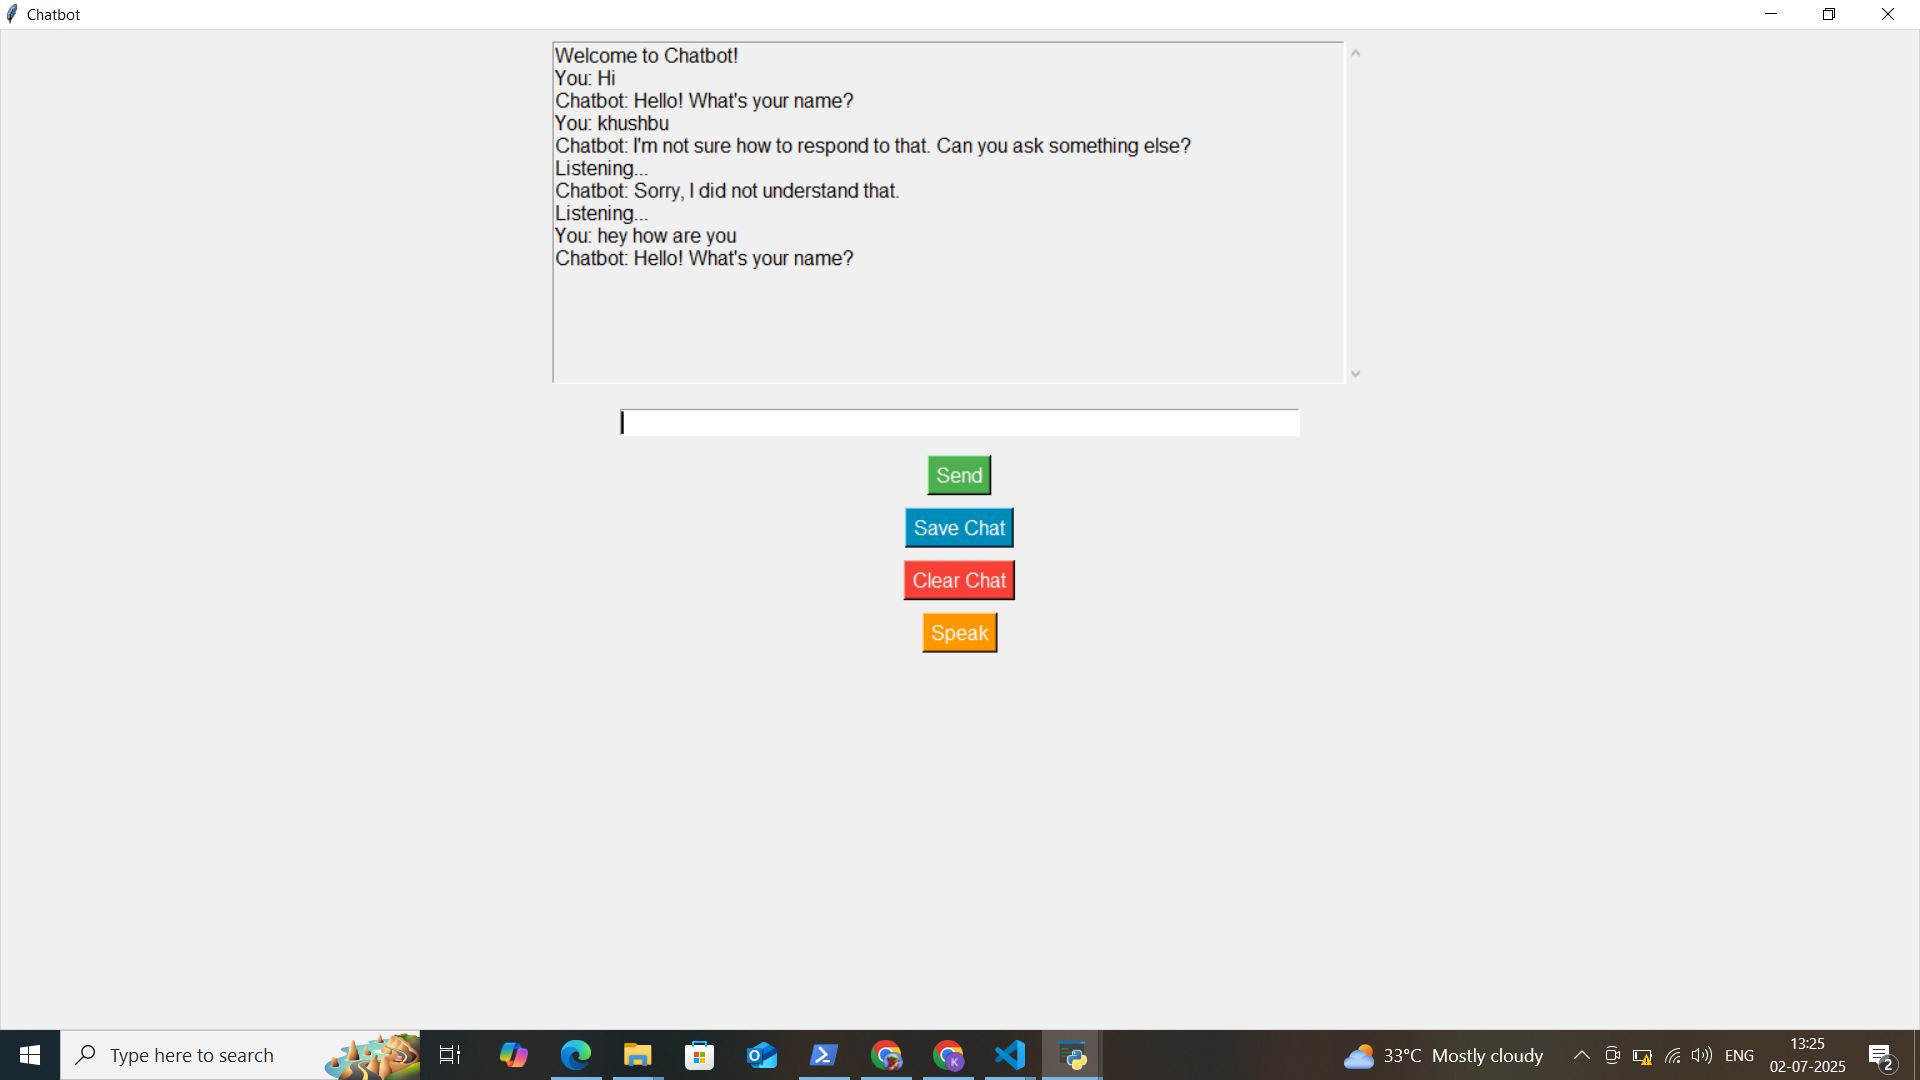 Chatbot
Welcome to Chatbot!
You: Hi
Chatbot: Hello! What's your name?
You: khushbu
Chatbot: I'm not sure how to respond to that. Can you ask something else?
Listening...
Chatbot: Sorry, I did not understand that.
Listening...
You: hey how are you
Chatbot: Hello! What's your name?
Send
Save Chat
Clear Chat
Speak
Type here to search
33°C Mostly cloudy
ENG
13:25
02-07-2025
2